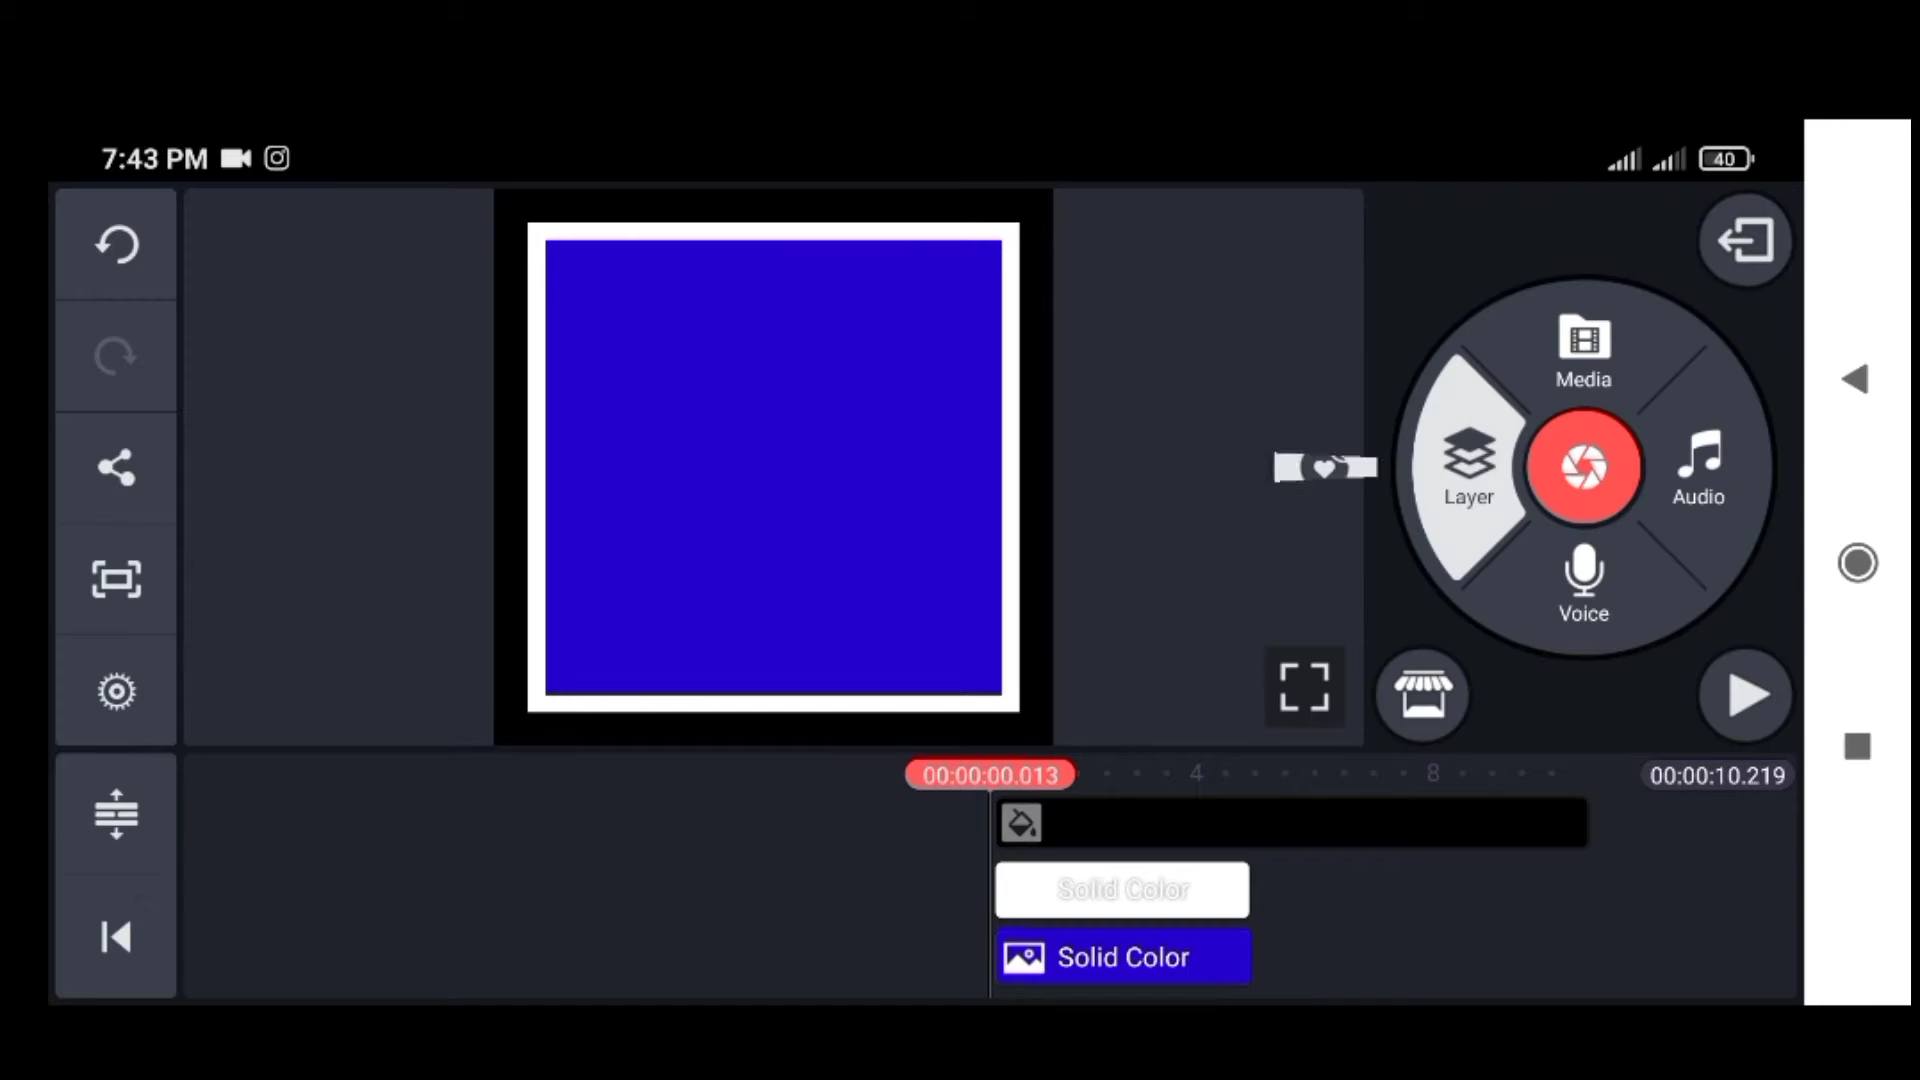 7:43 PM
40
Media
Layer
Audio
Voice
00:00:00.013
4
8
00:00:10.219
Solid Color
Solid Color